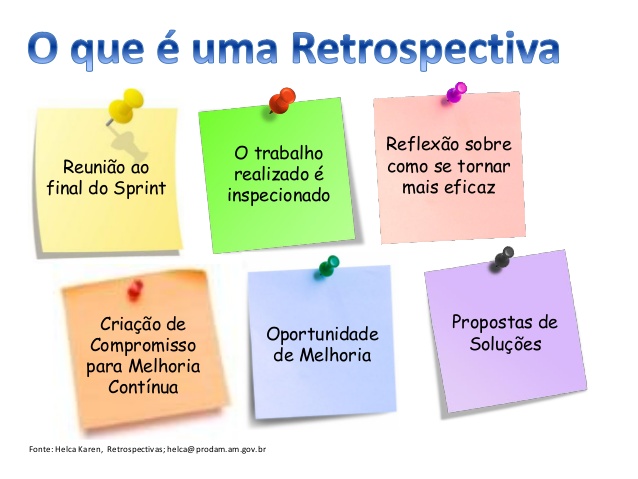 O que é uma Retrospectiva
Reunião ao
final do Sprint
O trabalho
realizado é
inspecionado
Reflexão sobre
como se tornar
mais eficaz
Criação de
Compromisso
para Melhoria
Contínua
Oportunidade
de Melhoria
Propostas de
Soluções
Fonte: Helca Karen, Retrospectivas; helca@prodam.am.gov.br